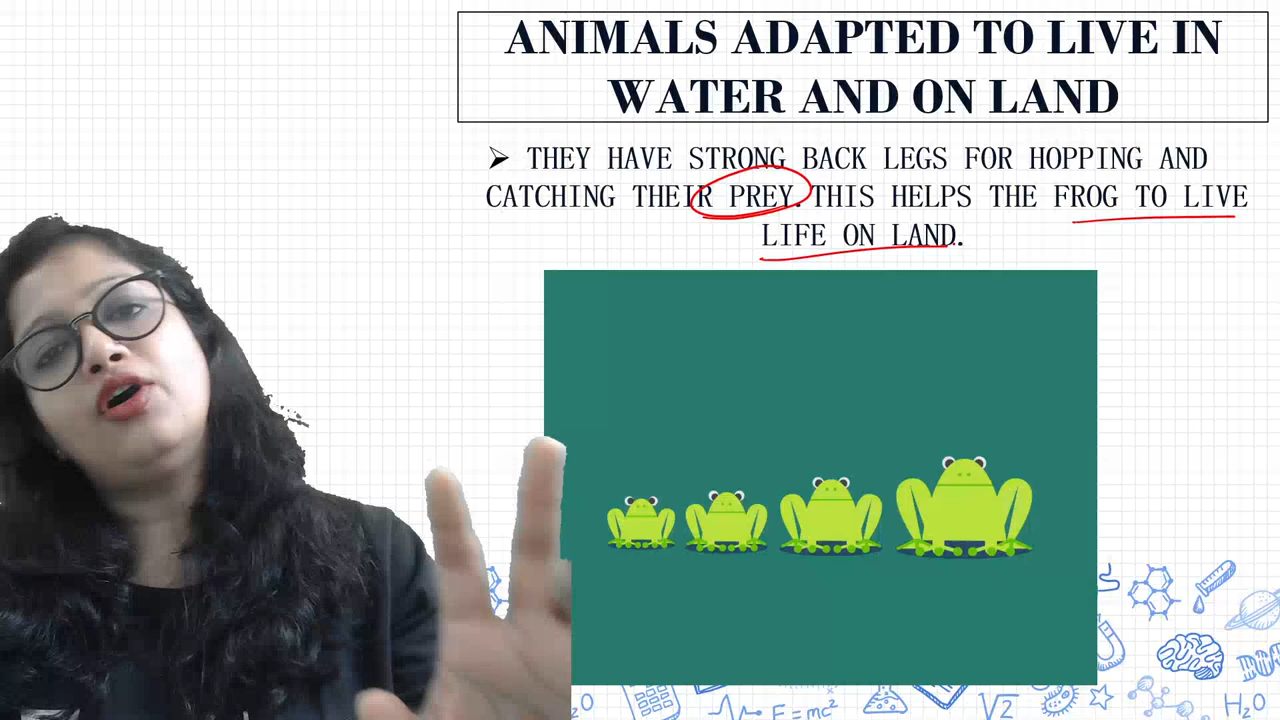 ANIMALS ADAPTED TO LIVE IN
WATER AND ON LAND
➢ THEY HAVE STRONG BACK LEGS FOR HOPPING AND
CATCHING THEIR PREY.THIS HELPS THE FROG TO LIVE
LIFE ON LAND.
E=mc²
√2
H₂O